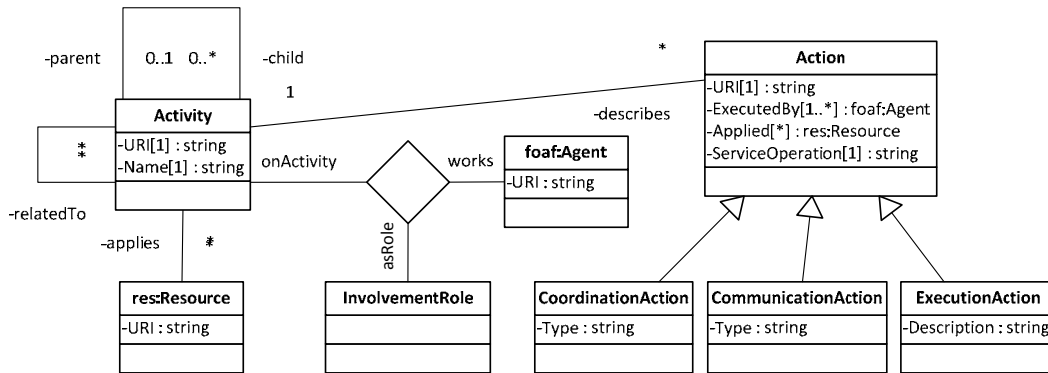 -parent
0..1
0..*
-child
1
*
-describes
Activity
-URI[1] : string
-Name[1] : string
*
*
-relatedTo
-applies
*
*
onActivity
works
asRole
foaf:Agent
-URI : string
Action
-URI[1] : string
-ExecutedBy[1..*] : foaf:Agent
-Applied[*] : res:Resource
-ServiceOperation[1] : string
res:Resource
-URI : string
InvolvementRole
CoordinationAction
-Type : string
CommunicationAction
-Type : string
ExecutionAction
-Description : string